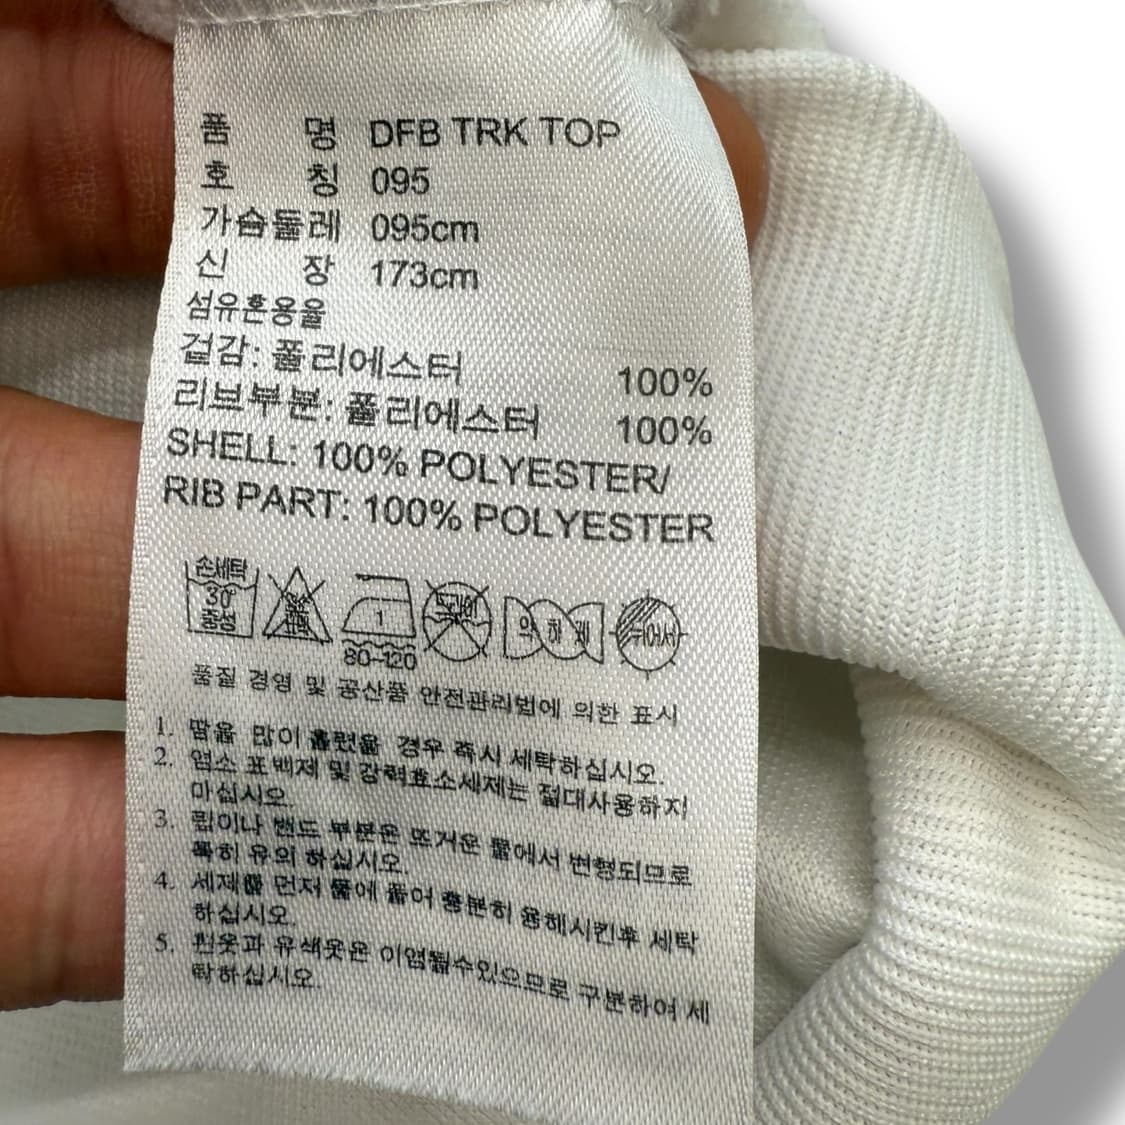 품 명 DFB TRK TOP
호 칭 095
가슴둘레 095cm
신 장 173cm
섬유혼용율
겉감: 폴리에스터 100%
리브부분: 폴리에스터 100%
SHELL: 100% POLYESTER/
RIB PART: 100% POLYESTER
손세탁 30° 중성
1
80-120
드라이
약하게
뉘어서
품질 경영 및 공산품 안전관리법에 의한 표시
1. 땀을 많이 흘렸을 경우 즉시 세탁하십시오.
2. 염소 표백제 및 강력효소세제는 절대사용하지
마십시오.
3. 립이나 밴드 부분은 뜨거운 물에서 변형되므로
특히 유의 하십시오.
4. 세제를 먼저 물에 풀어 충분히 용해시킨후 세탁
하십시오.
5. 흰옷과 유색옷은 이염될수있으므로 구분하여 세
탁하십시오.